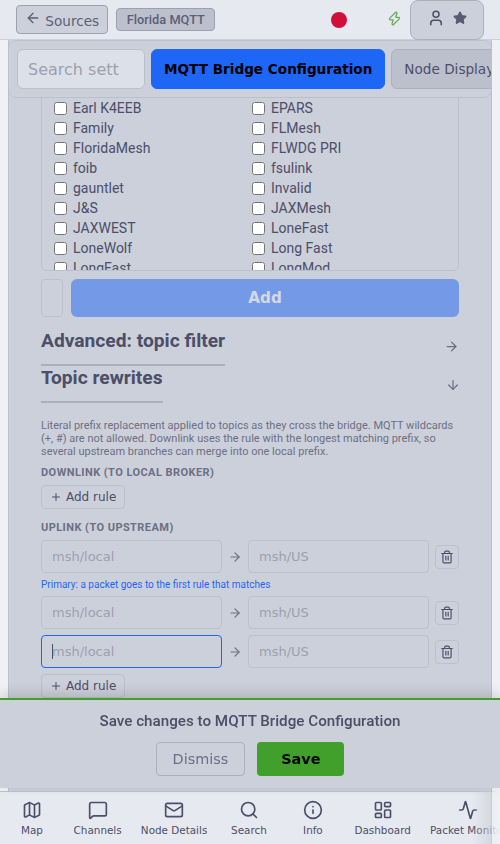 Sources
Florida MQTT
Search sett
MQTT Bridge Configuration
Node Display
Earl K4EEB
EPARS
Family
FLMesh
FloridaMesh
FLWDG PRI
foib
fsulink
gauntlet
Invalid
J&S
JAXMesh
JAXWEST
LoneFast
LoneWolf
Long Fast
LongFast
LongMod
Add
Advanced: topic filter
Topic rewrites
Literal prefix replacement applied to topics as they cross the bridge. MQTT wildcards
(+, #) are not allowed. Downlink uses the rule with the longest matching prefix, so
several upstream branches can merge into one local prefix.
DOWNLINK (TO LOCAL BROKER)
+ Add rule
UPLINK (TO UPSTREAM)
msh/local → msh/US
Primary: a packet goes to the first rule that matches
msh/local → msh/US
msh/local → msh/US
+ Add rule
Save changes to MQTT Bridge Configuration
Dismiss
Save
Map
Channels
Node Details
Search
Info
Dashboard
Packet Moni